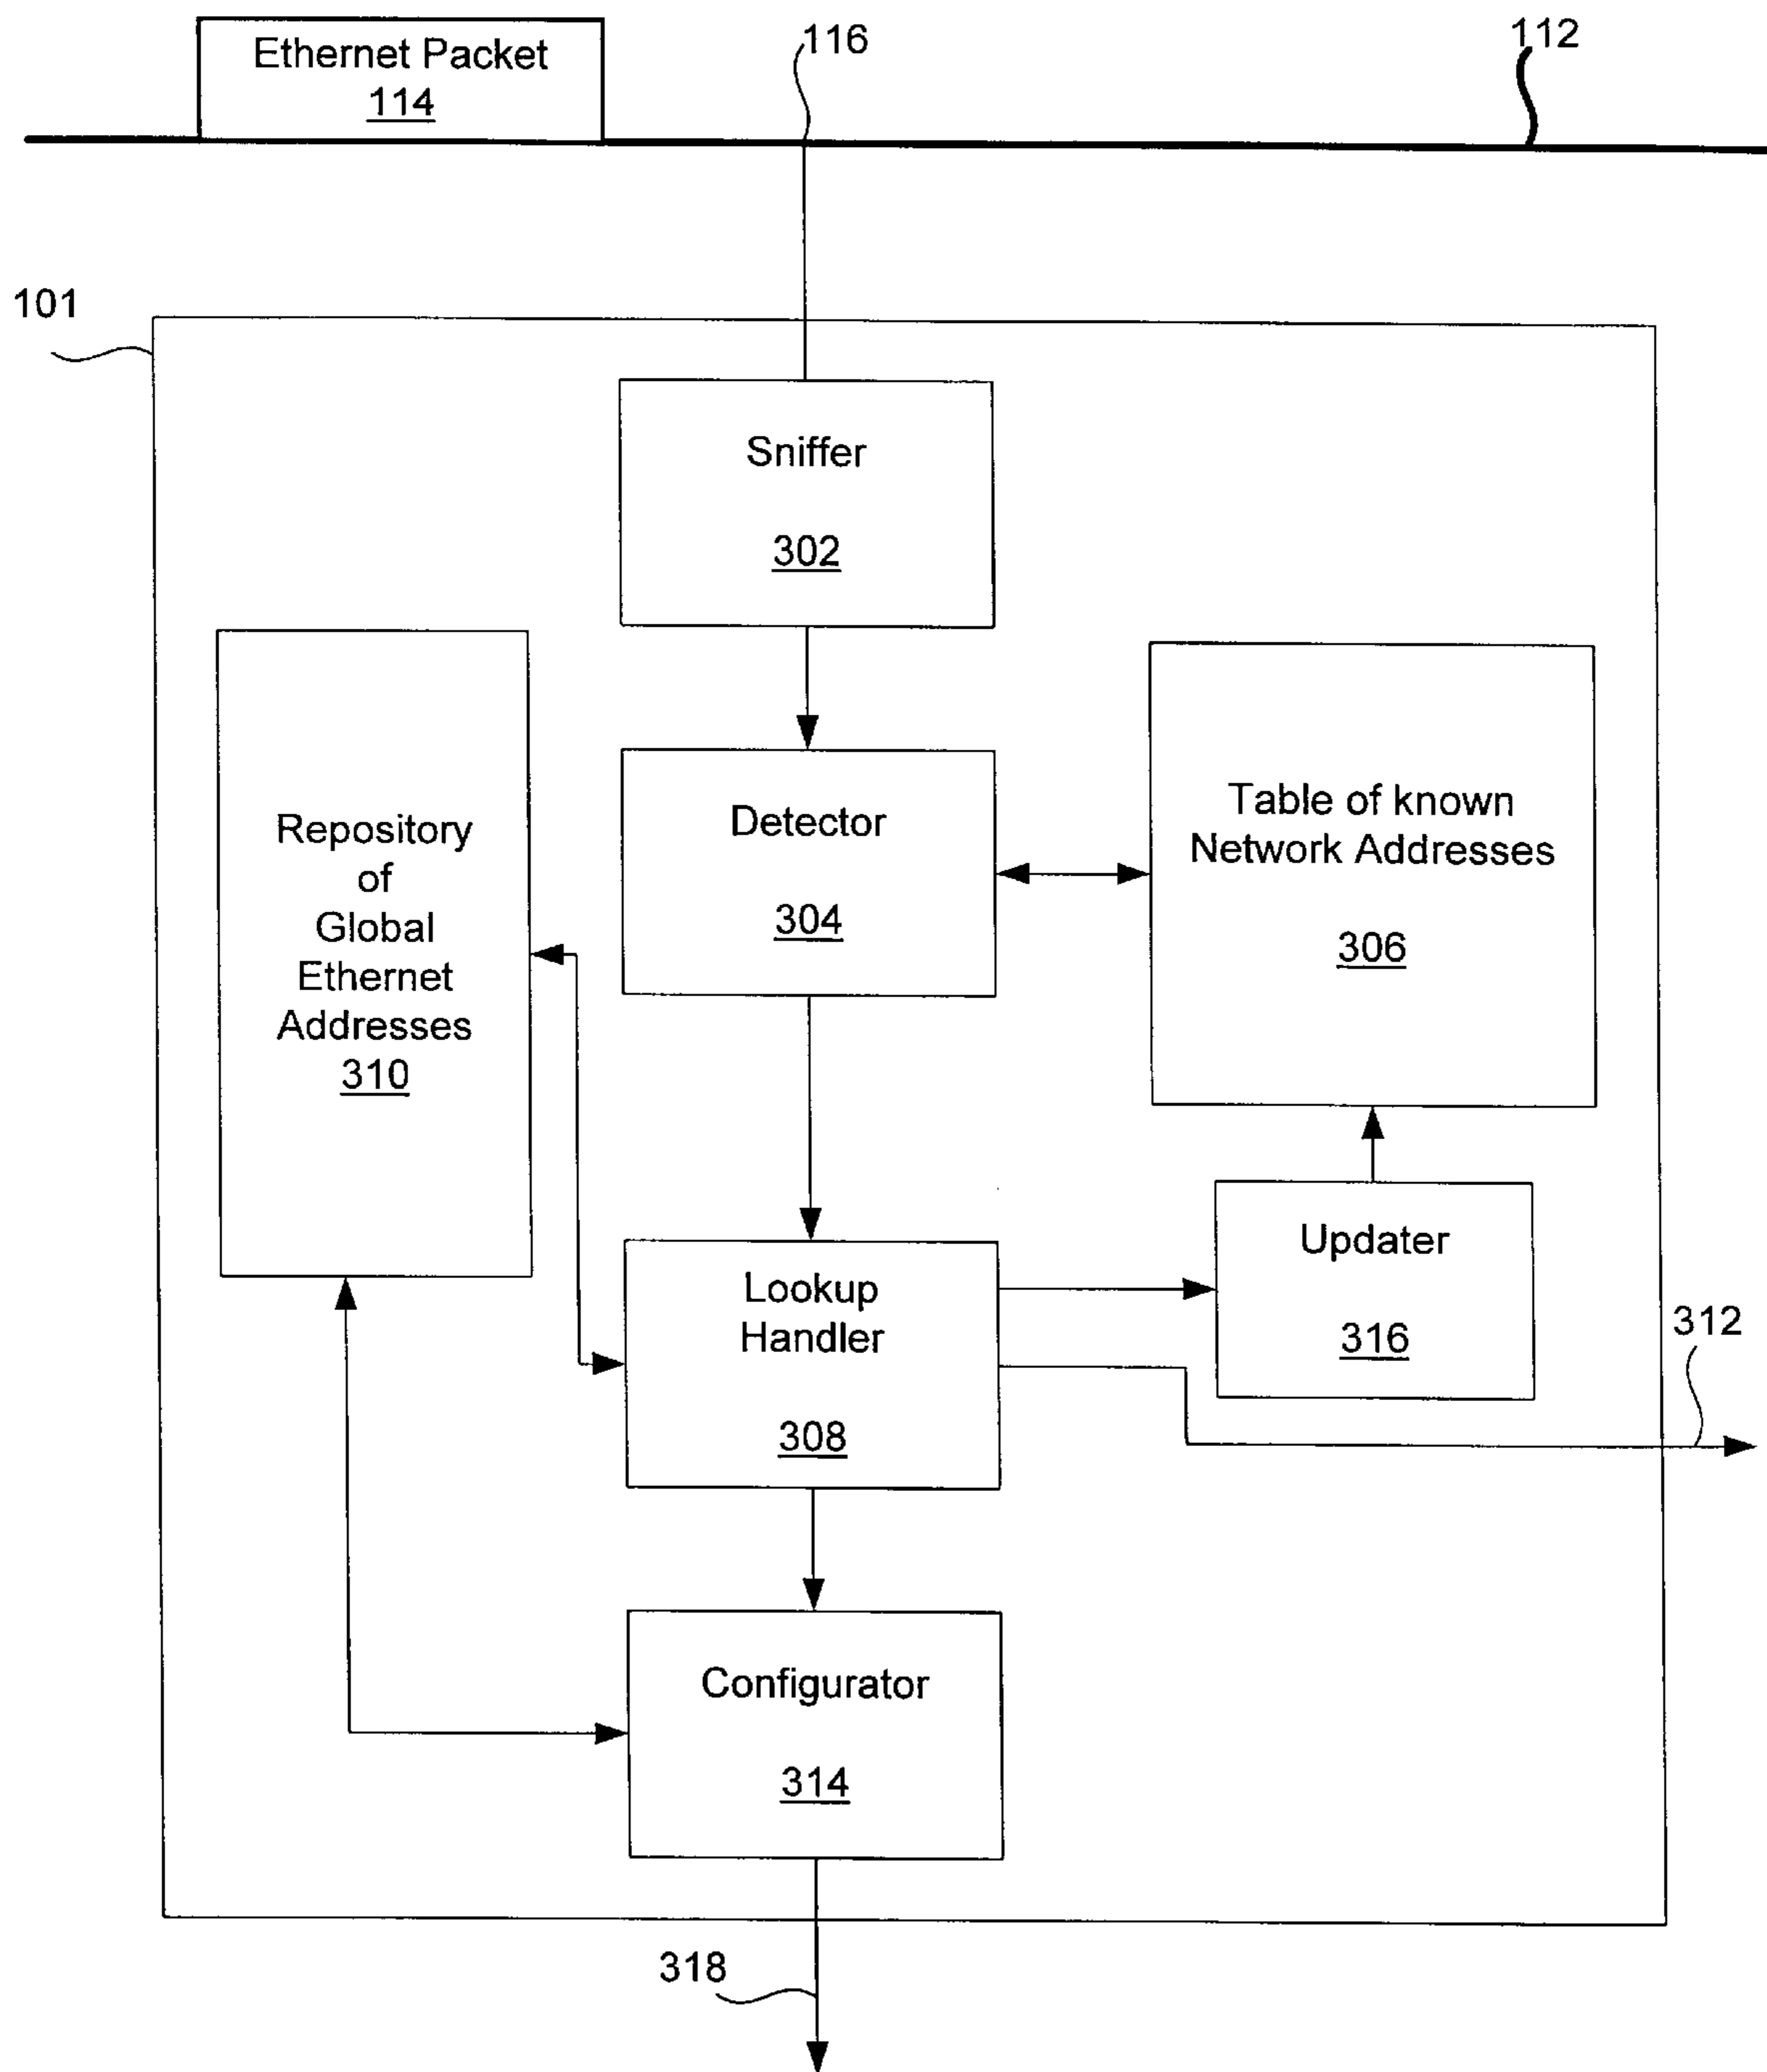 Ethernet Packet
114
116
112
101
Sniffer
302
Repository
of
Global
Ethernet
Addresses
310
Detector
304
Table of known
Network Addresses
306
Lookup
Handler
308
Updater
316
312
Configurator
314
318